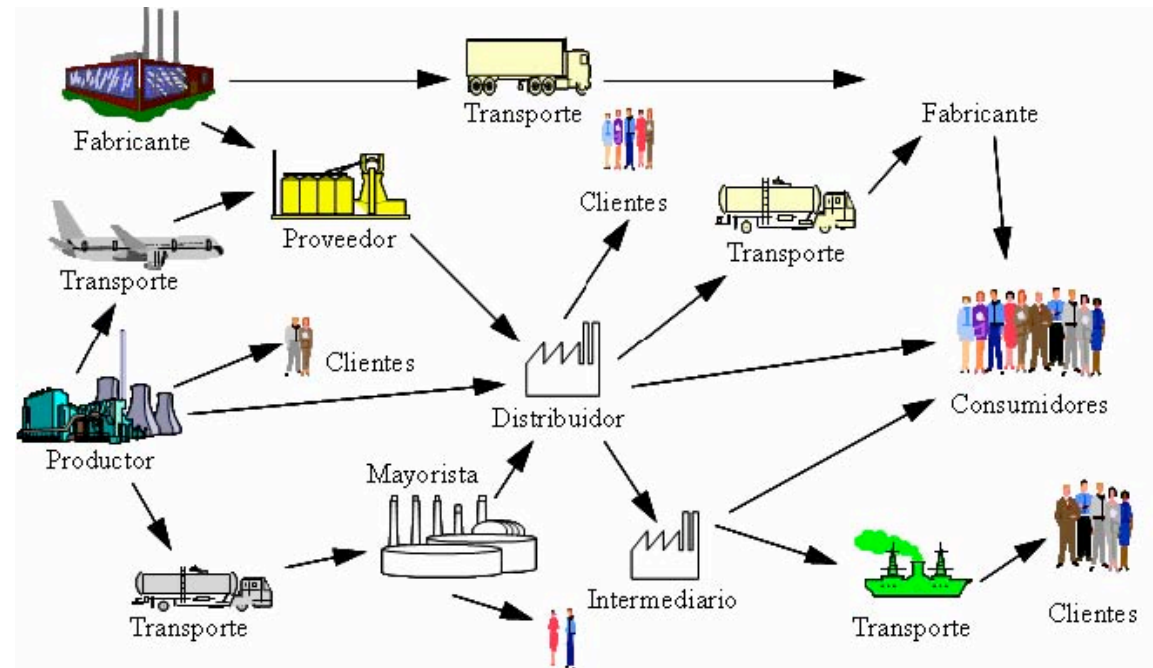 Transporte
Fabricante
Fabricante
Clientes
Proveedor
Transporte
Transporte
Clientes
Distribuidor
Consumidores
Productor
Mayorista
Intermediario
Clientes
Transporte
Transporte